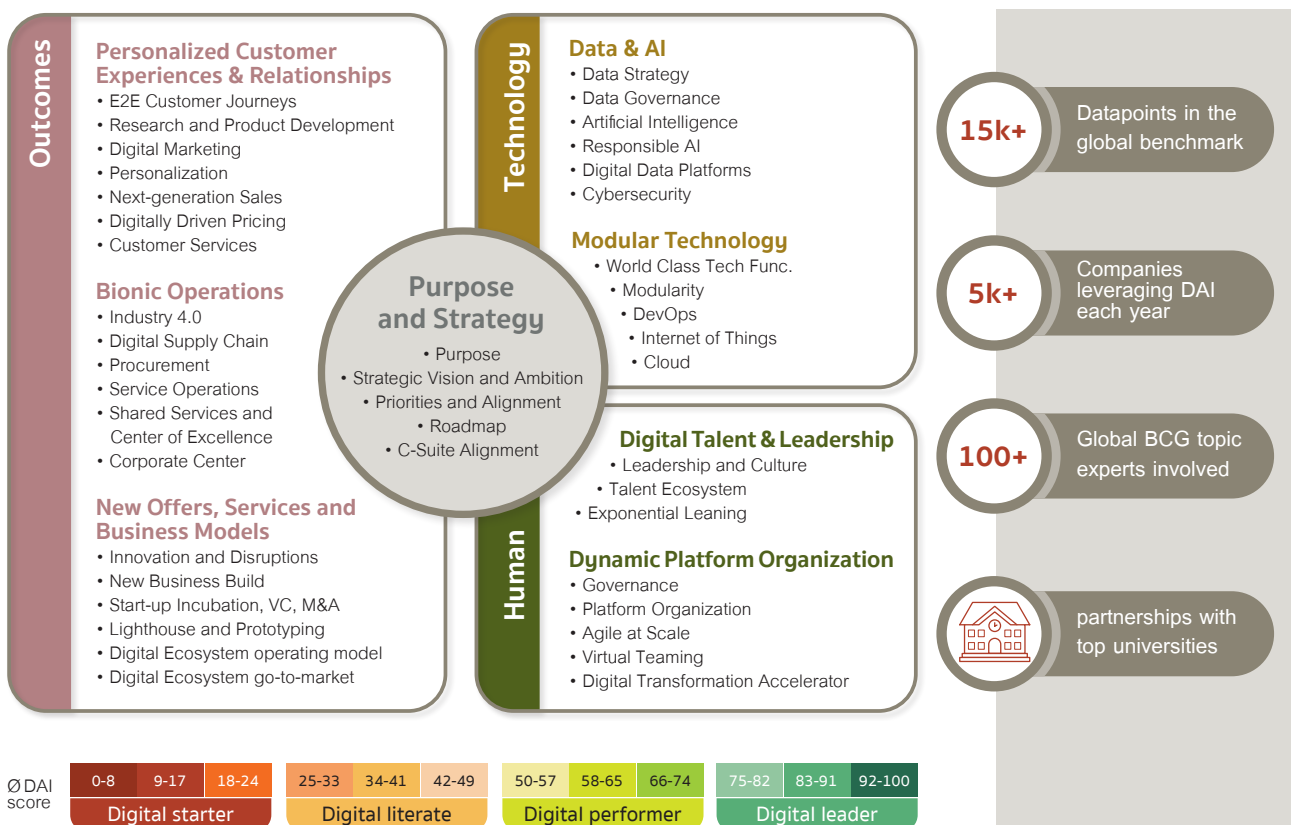 Outcomes
Personalized Customer
Experiences & Relationships
• E2E Customer Journeys
• Research and Product Development
• Digital Marketing
• Personalization
• Next-generation Sales
• Digitally Driven Pricing
• Customer Services
Bionic Operations
• Industry 4.0
• Digital Supply Chain
• Procurement
• Service Operations
• Shared Services and
Center of Excellence
• Corporate Center
New Offers, Services and
Business Models
• Innovation and Disruptions
• New Business Build
• Start-up Incubation, VC, M&A
• Lighthouse and Prototyping
• Digital Ecosystem operating model
• Digital Ecosystem go-to-market
Purpose
and Strategy
• Purpose
• Strategic Vision and Ambition
• Priorities and Alignment
• Roadmap
• C-Suite Alignment
Technology
Data & AI
• Data Strategy
• Data Governance
• Artificial Intelligence
• Responsible AI
• Digital Data Platforms
• Cybersecurity
Modular Technology
• World Class Tech Func.
• Modularity
• DevOps
• Internet of Things
• Cloud
Human
Digital Talent & Leadership
• Leadership and Culture
• Talent Ecosystem
• Exponential Leaning
Dynamic Platform Organization
• Governance
• Platform Organization
• Agile at Scale
• Virtual Teaming
• Digital Transformation Accelerator
15k+
Datapoints in the
global benchmark
5k+
Companies
leveraging DAI
each year
100+
Global BCG topic
experts involved
partnerships with
top universities
Ø DAI
score
0-8 9-17 18-24
Digital starter
25-33 34-41 42-49
Digital literate
50-57 58-65 66-74
Digital performer
75-82 83-91 92-100
Digital leader